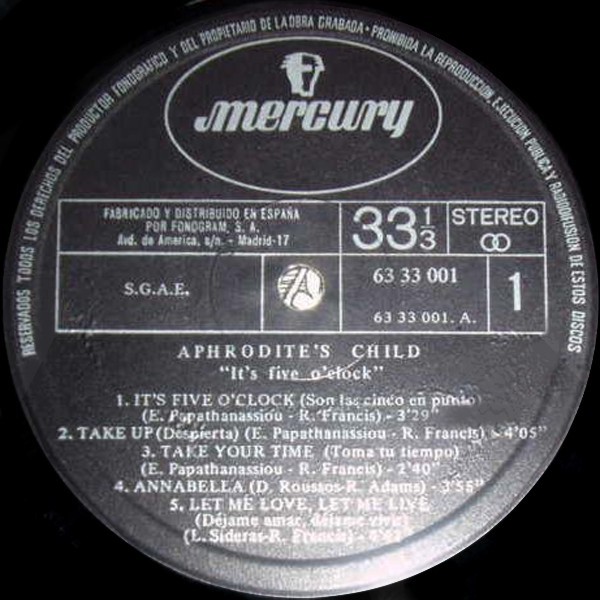 RESERVADOS TODOS LOS DERECHOS DEL PRODUCTOR FONOGRAFICO Y DEL PROPIETARIO DE LA OBRA GRABADA • PROHIBIDA LA REPRODUCCION, EJECUCION PUBLICA Y RADIODIFUSION DE ESTOS DISCOS
mercury
FABRICADO Y DISTRIBUIDO EN ESPAÑA
POR FONOGRAM, S. A.
Avd. de America, s/n. - Madrid-17
33 1/3
STEREO
S.G.A.E.
63 33 001
63 33 001. A.
1
APHRODITE'S CHILD
"It's five o'clock"
1. IT'S FIVE O'CLOCK (Son las cinco en punto)
(E. Papathanassiou - R. Francis) - 3'29"
2. TAKE UP (Despierta) (E. Papathanassiou - R. Francis) - 4'05"
3. TAKE YOUR TIME (Toma tu tiempo)
(E. Papathanassiou - R. Francis) - 2'40"
4. ANNABELLA (D. Roussos-R. Adams) - 3'55"
5. LET ME LOVE, LET ME LIVE
(Déjame amar, déjame vivir)
(L. Sideras-R. Francis) -